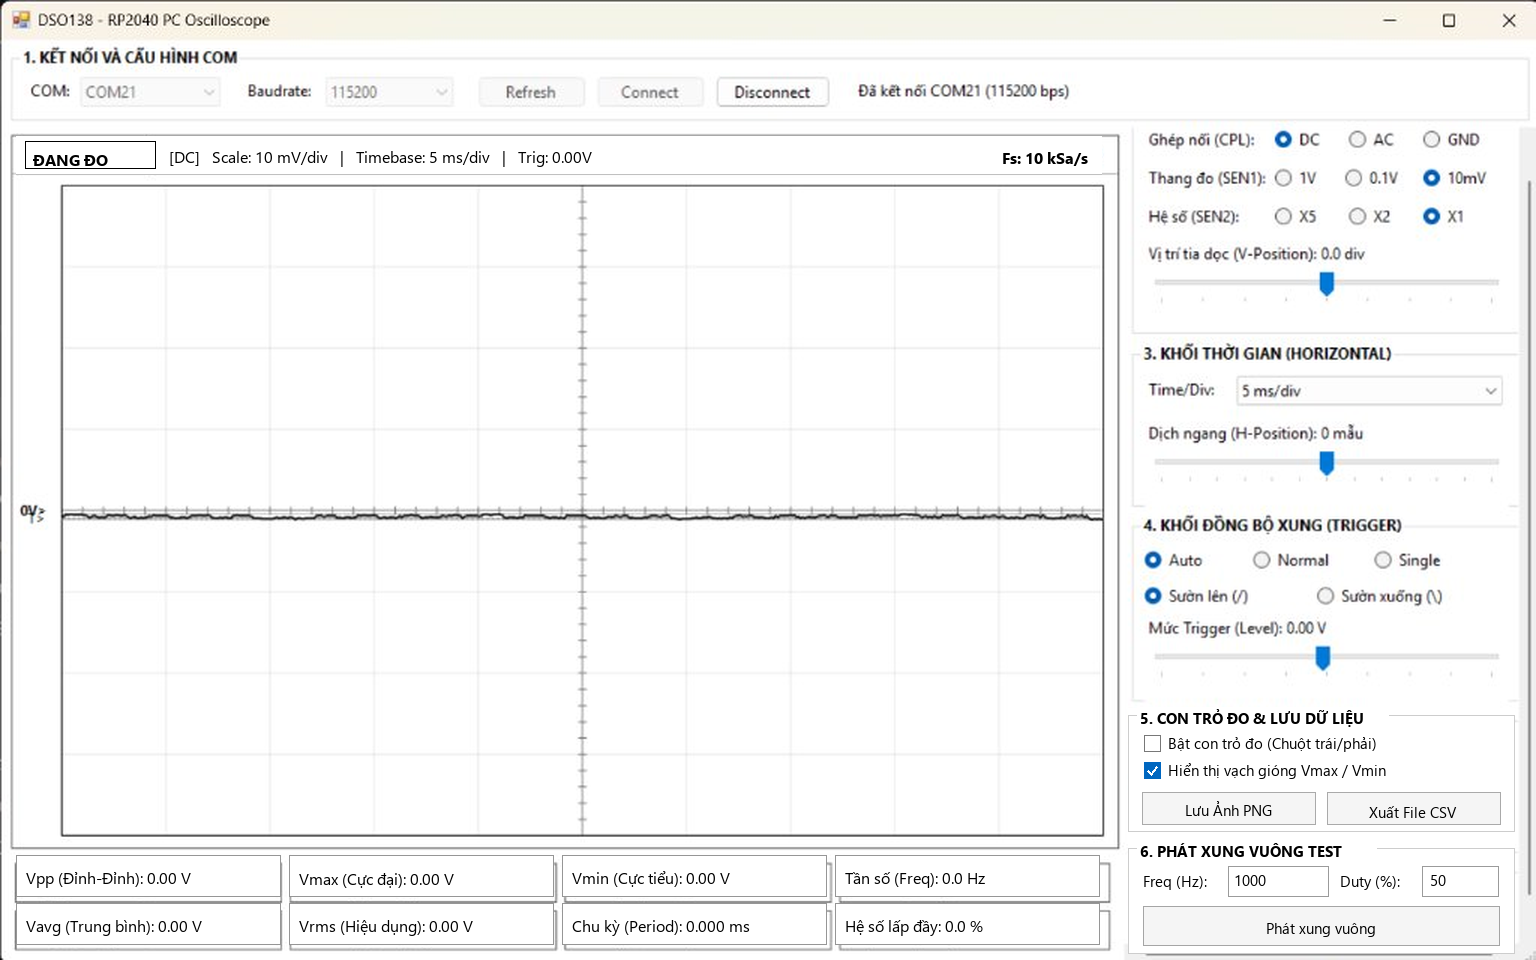 DSO138 - RP2040 PC Oscilloscope
1. KẾT NỐI VÀ CẤU HÌNH COM
COM: COM21 Baudrate: 115200 Refresh Connect Disconnect Đã kết nối COM21 (115200 bps)
ĐANG ĐO [DC] Scale: 10 mV/div | Timebase: 5 ms/div | Trig: 0.00V Fs: 10 kSa/s
0V>
T>
Ghép nối (CPL): DC AC GND
Thang đo (SEN1): 1V 0.1V 10mV
Hệ số (SEN2): X5 X2 X1
Vị trí tia dọc (V-Position): 0.0 div
3. KHỐI THỜI GIAN (HORIZONTAL)
Time/Div: 5 ms/div
Dịch ngang (H-Position): 0 mẫu
4. KHỐI ĐỒNG BỘ XUNG (TRIGGER)
Auto Normal Single
Sườn lên (/) Sườn xuống (\)
Mức Trigger (Level): 0.00 V
5. CON TRỎ ĐO & LƯU DỮ LIỆU
Bật con trỏ đo (Chuột trái/phải)
Hiển thị vạch gióng Vmax / Vmin
Lưu Ảnh PNG Xuất File CSV
6. PHÁT XUNG VUÔNG TEST
Freq (Hz): 1000 Duty (%): 50
Phát xung vuông
Vpp (Đỉnh-Đỉnh): 0.00 V Vmax (Cực đại): 0.00 V Vmin (Cực tiểu): 0.00 V Tần số (Freq): 0.0 Hz
Vavg (Trung bình): 0.00 V Vrms (Hiệu dụng): 0.00 V Chu kỳ (Period): 0.000 ms Hệ số lấp đầy: 0.0 %